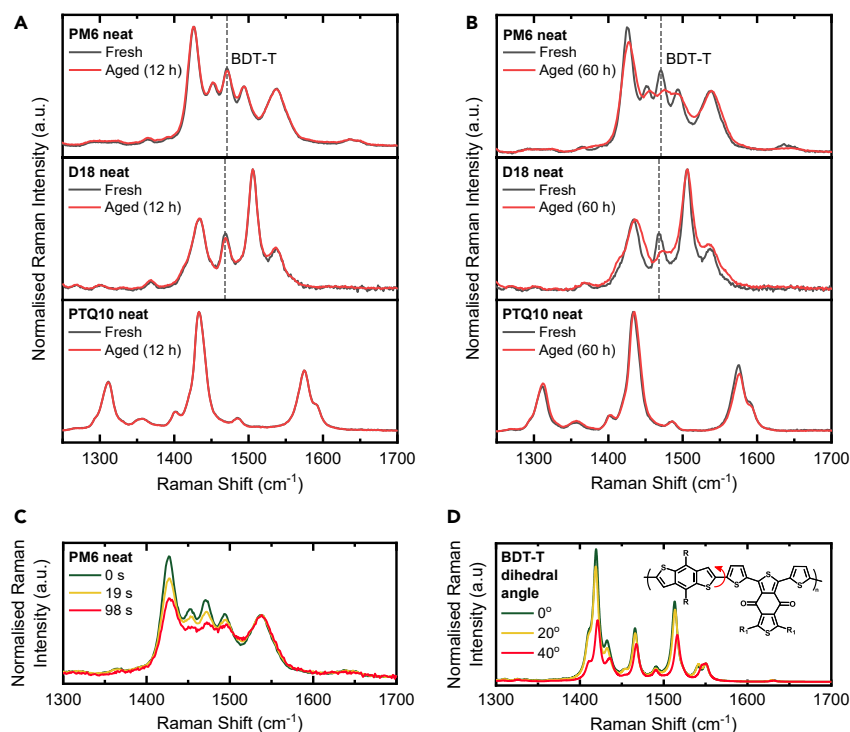 A
PM6 neat
Fresh
Aged (12 h)
BDT-T
D18 neat
Fresh
Aged (12 h)
PTQ10 neat
Fresh
Aged (12 h)
Normalised Raman Intensity (a.u.)
1300 1400 1500 1600 1700
Raman Shift (cm-1)
B
PM6 neat
Fresh
Aged (60 h)
BDT-T
D18 neat
Fresh
Aged (60 h)
PTQ10 neat
Fresh
Aged (60 h)
Normalised Raman Intensity (a.u.)
1300 1400 1500 1600 1700
Raman Shift (cm-1)
C
PM6 neat
0 s
19 s
98 s
Normalised Raman
Intensity (a.u.)
1300 1400 1500 1600 1700
Raman Shift (cm-1)
D
BDT-T
dihedral
angle
0°
20°
40°
R
S
S
S
S
S
n
R
O
O
R1
S
R1
Normalised Raman
Intensity (a.u)
1300 1400 1500 1600 1700
Raman Shift (cm-1)